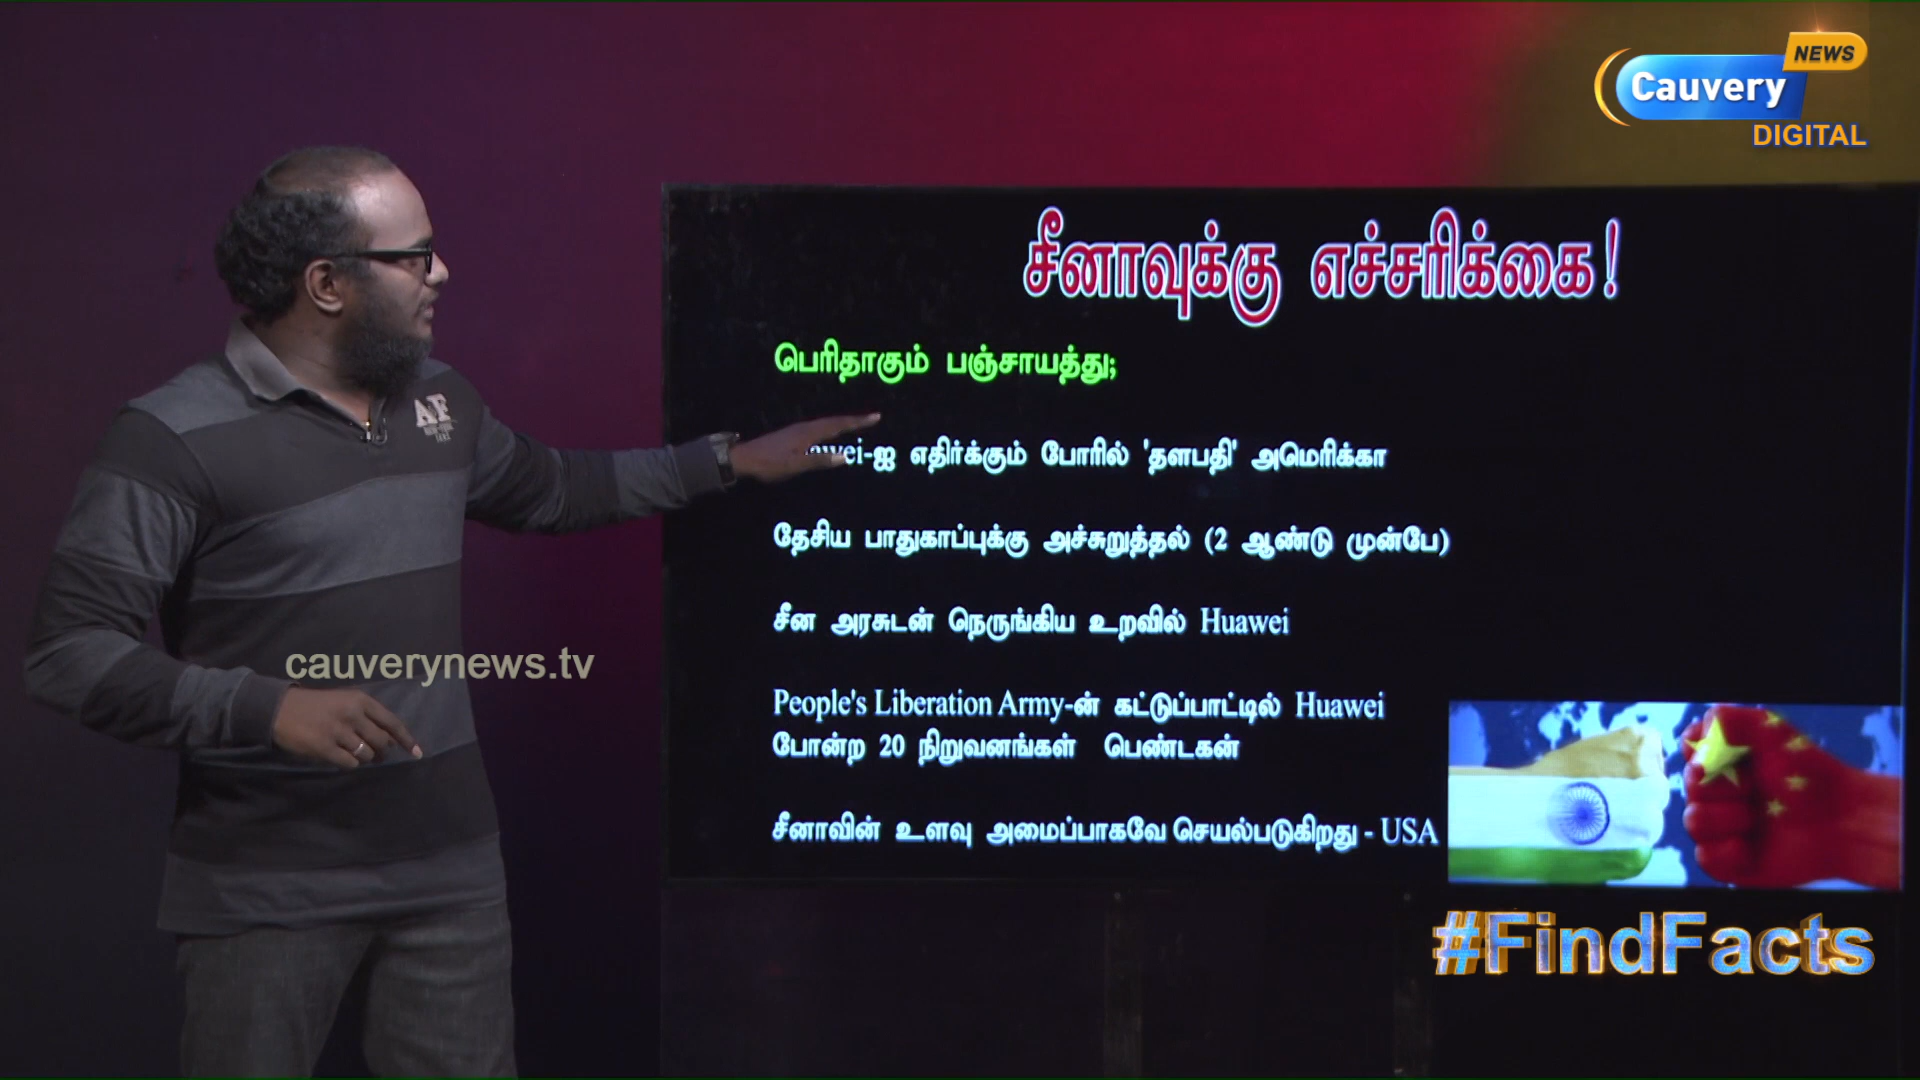 NEWS
Cauvery
DIGITAL
சீனாவுக்கு எச்சரிக்கை!
பெரிதாகும் பஞ்சாயத்து;
-ஐ எதிர்க்கும் போரில் 'தளபதி' அமெரிக்கா
தேசிய பாதுகாப்புக்கு அச்சுறுத்தல் (2 ஆண்டு முன்பே)
சீன அரசுடன் நெருங்கிய உறவில் Huawei
People's Liberation Army-ன் கட்டுப்பாட்டில் Huawei
போன்ற 20 நிறுவனங்கள் பெண்டகன்
சீனாவின் உளவு அமைப்பாகவே செயல்படுகிறது - USA
AF
cauverynews.tv
#FindFacts